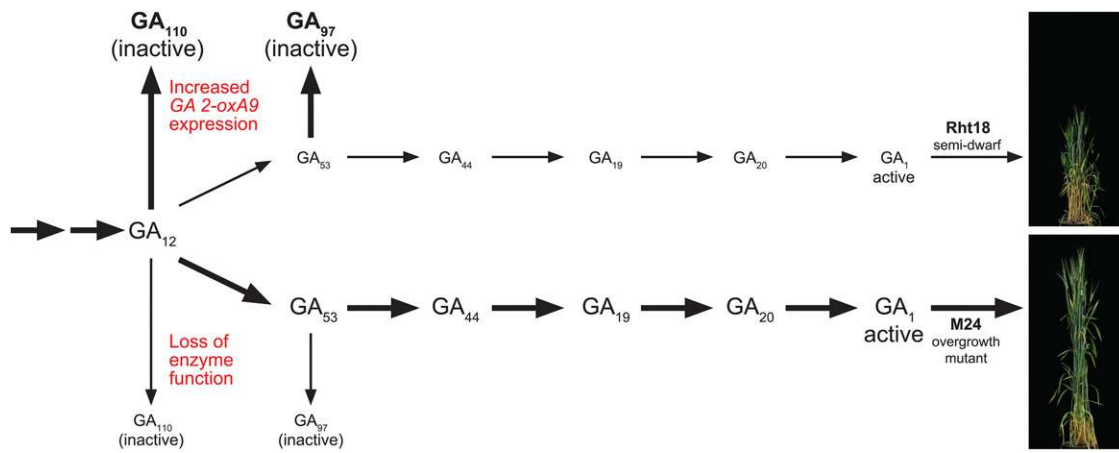 GA110
(inactive)
GA97
(inactive)
Increased
GA 2-oxA9
expression
GA53
GA44
GA19
GA20
GA1
active
Rht18
semi-dwarf
GA12
GA53
GA44
GA19
GA20
GA1
active
M24
overgrowth
mutant
Loss of
enzyme
function
GA110
(inactive)
GA97
(inactive)